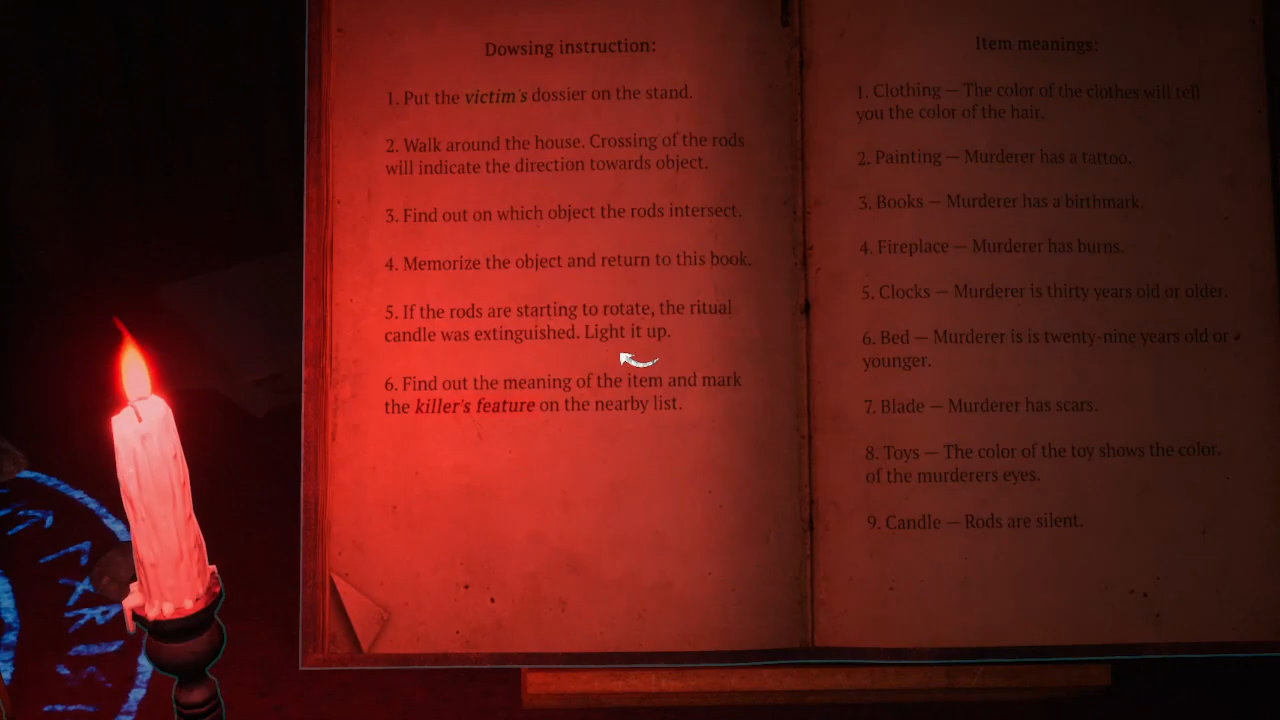 Dowsing instruction:
1. Put the victim's dossier on the stand.
2. Walk around the house. Crossing of the rods
will indicate the direction towards object.
3. Find out on which object the rods intersect.
4. Memorize the object and return to this book.
5. If the rods are starting to rotate, the ritual
candle was extinguished. Light it up.
6. Find out the meaning of the item and mark
the killer's feature on the nearby list.
Item meanings:
1. Clothing — The color of the clothes will tell
you the color of the hair.
2. Painting — Murderer has a tattoo.
3. Books — Murderer has a birthmark.
4. Fireplace — Murderer has burns.
5. Clocks — Murderer is thirty years old or older.
6. Bed — Murderer is is twenty-nine years old or
younger.
7. Blade — Murderer has scars.
8. Toys — The color of the toy shows the color.
of the murderers eyes.
9. Candle — Rods are silent.